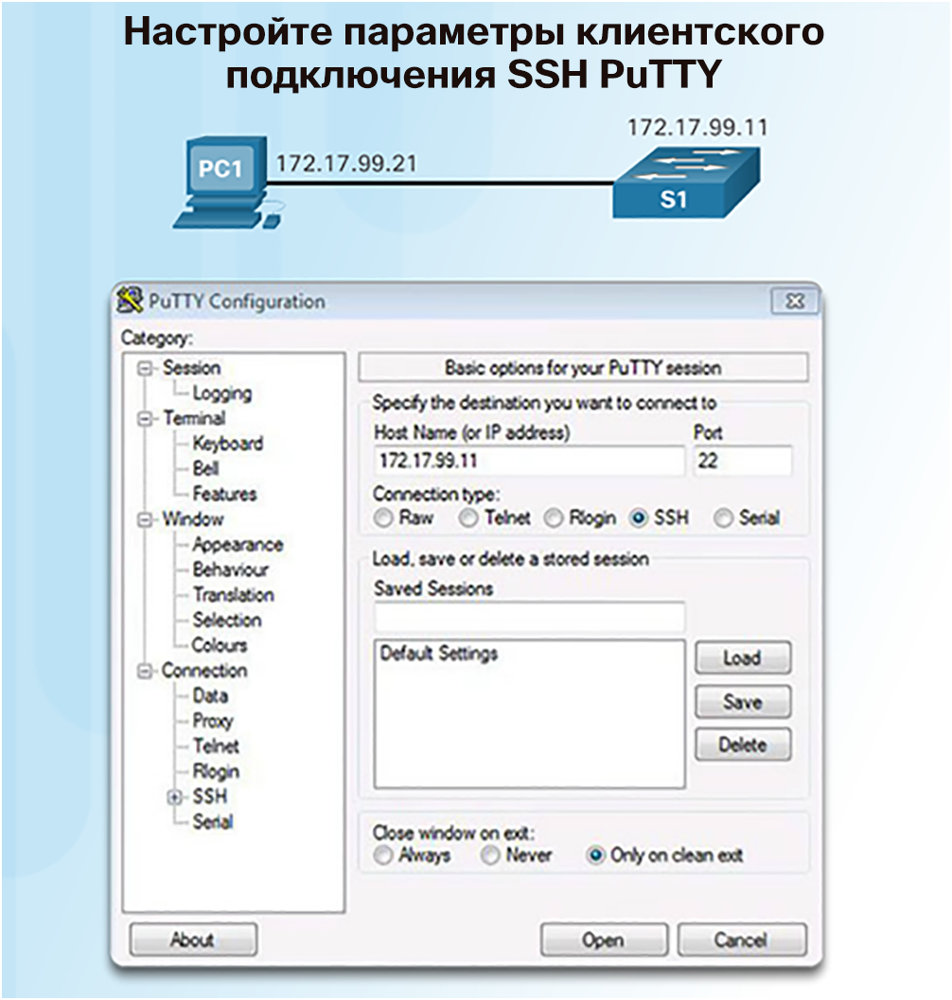 Настройте параметры клиентского
подключения SSH PuTTY
172.17.99.11
PC1
172.17.99.21
S1
PuTTY Configuration
Category:
Session
Logging
Terminal
Keyboard
Bell
Features
Window
Appearance
Behaviour
Translation
Selection
Colours
Connection
Data
Proxy
Telnet
Rlogin
SSH
Serial
Basic options for your PuTTY session
Specify the destination you want to connect to
Host Name (or IP address) Port
172.17.99.11 22
Connection type:
Raw Telnet Rlogin SSH Serial
Load, save or delete a stored session
Saved Sessions
Default Settings
Load
Save
Delete
Close window on exit:
Always Never Only on clean exit
About Open Cancel